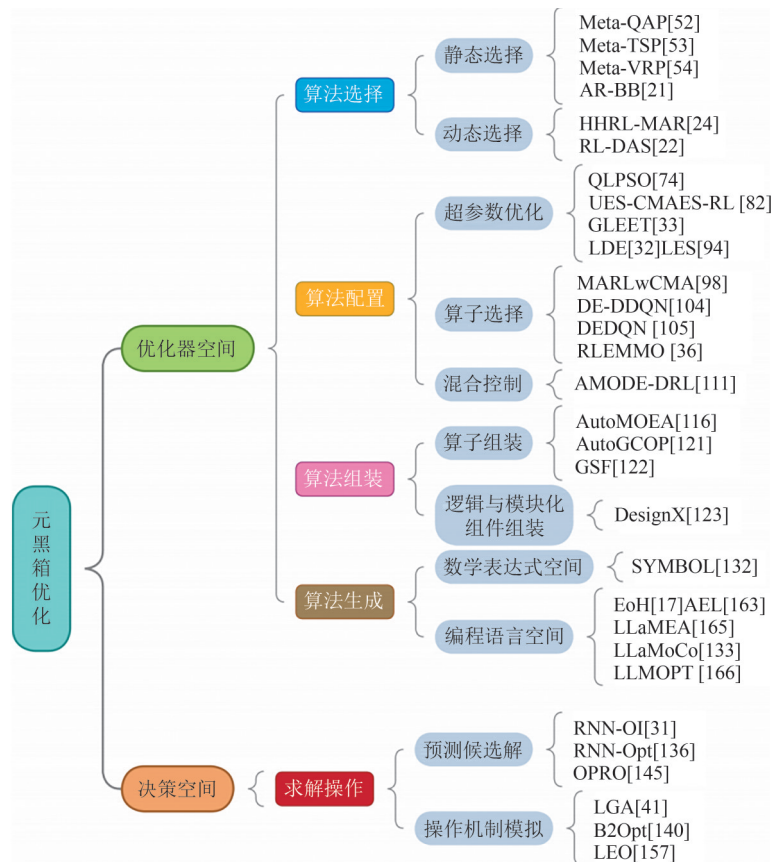 元黑箱优化
优化器空间
算法选择
静态选择
Meta-QAP[52]
Meta-TSP[53]
Meta-VRP[54]
AR-BB[21]
动态选择
HHRL-MAR[24]
RL-DAS[22]
算法配置
超参数优化
QLPSO[74]
UES-CMAES-RL [82]
GLEET[33]
LDE[32]LES[94]
算子选择
MARLwCMA[98]
DE-DDQN[104]
DEDQN [105]
RLEMMO [36]
混合控制
AMODE-DRL[111]
算法组装
算子组装
AutoMOEA[116]
AutoGCOP[121]
GSF[122]
逻辑与模块化
组件组装
DesignX[123]
算法生成
数学表达式空间
SYMBOL[132]
编程语言空间
EoH[17]AEL[163]
LLaMEA[165]
LLaMoCo[133]
LLMOPT [166]
决策空间
求解操作
预测候选解
RNN-OI[31]
RNN-Opt[136]
OPRO[145]
操作机制模拟
LGA[41]
B2Opt[140]
LEO[157]